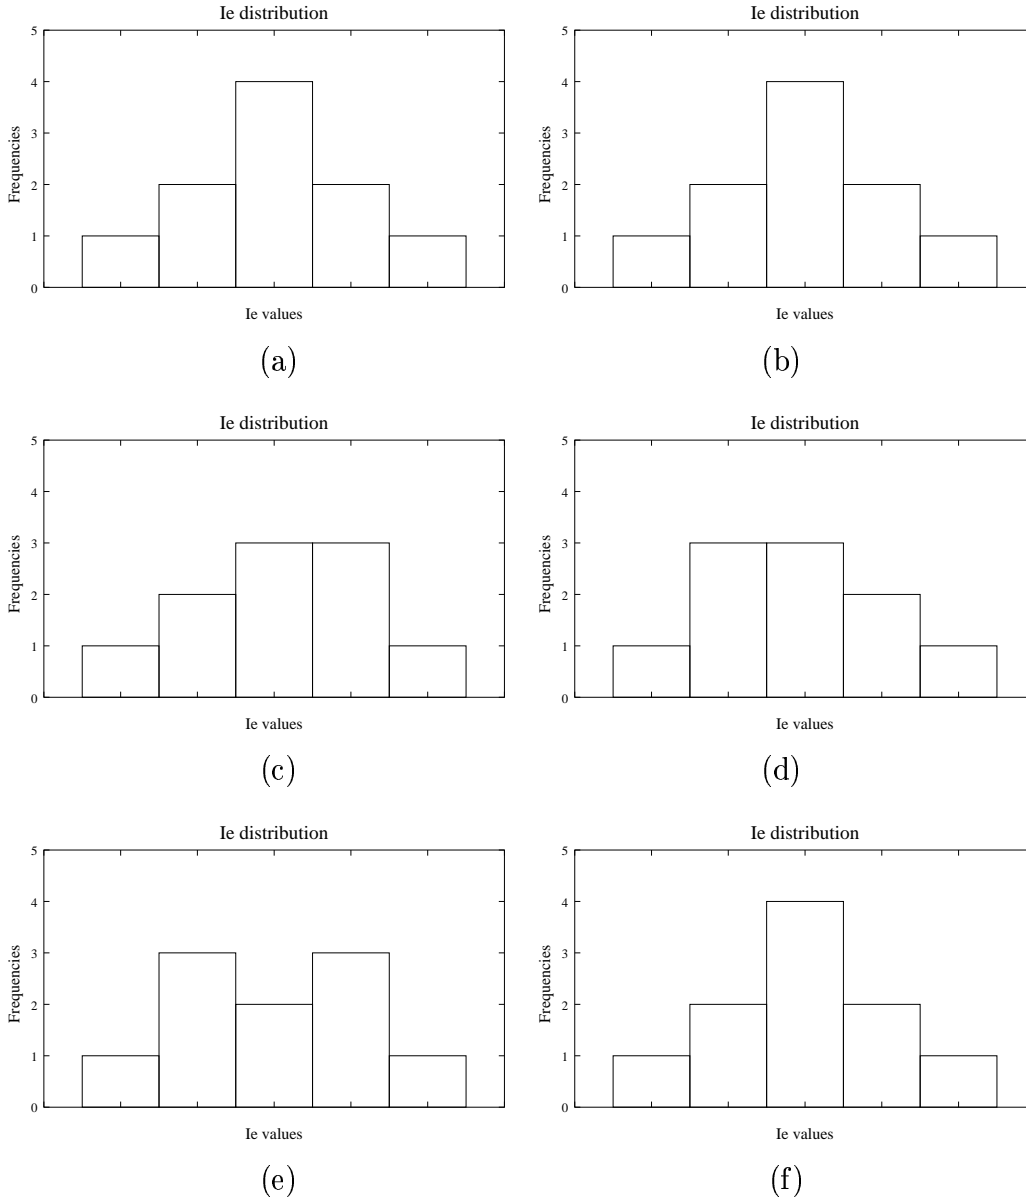 Ie distribution
5
4
3
2
1
0
Frequencies
Ie values
(a)
Ie distribution
5
4
3
2
1
0
Frequencies
Ie values
(b)
Ie distribution
5
4
3
2
1
0
Frequencies
Ie values
(c)
Ie distribution
5
4
3
2
1
0
Frequencies
Ie values
(d)
Ie distribution
5
4
3
2
1
0
Frequencies
Ie values
(e)
Ie distribution
5
4
3
2
1
0
Frequencies
Ie values
(f)